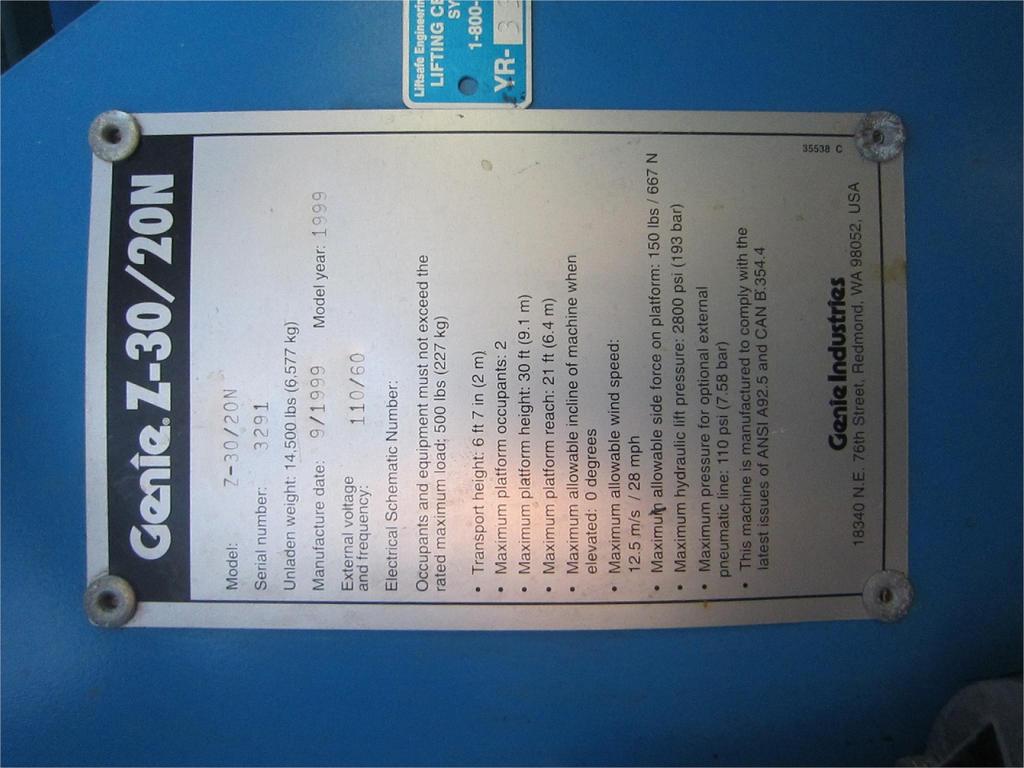 Genie. Z-30/20N
Model: Z-30/20N
Serial number: 3291
Unladen weight: 14,500 lbs (6,577 kg)
Manufacture date: 9/1999 Model year: 1999
External voltage
and frequency: 110/60
Electrical Schematic Number:
Occupants and equipment must not exceed the
rated maximum load: 500 lbs (227 kg)
• Transport height: 6 ft 7 in (2 m)
• Maximum platform occupants: 2
• Maximum platform height: 30 ft (9.1 m)
• Maximum platform reach: 21 ft (6.4 m)
• Maximum allowable incline of machine when
elevated: 0 degrees
• Maximum allowable wind speed:
12.5 m/s / 28 mph
• Maximum allowable side force on platform: 150 lbs / 667 N
• Maximum hydraulic lift pressure: 2800 psi (193 bar)
• Maximum pressure for optional external
pneumatic line: 110 psi (7.58 bar)
• This machine is manufactured to comply with the
latest issues of ANSI A92.5 and CAN B.354.4
35538 C
Genie Industries
18340 N.E. 76th Street, Redmond, WA 98052, USA
Liftsafe
LIFTING
1-800-
YR-